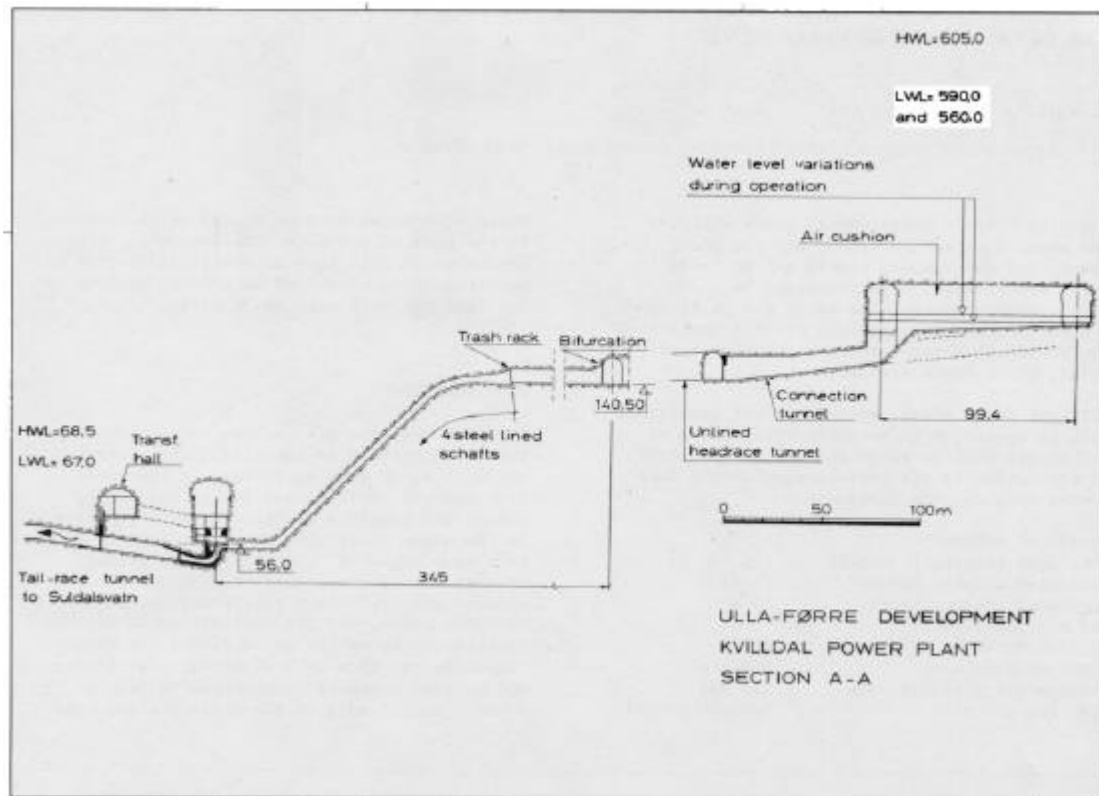 HWL=605.0
LWL= 590.0
and 560.0
Water level variations
during operation
Air cushion
Trash rack
Bifurcation
140,50
Connection
tunnel
99,4
4 steel lined
schafts
Unlined
headrace tunnel
HWL=68,5
LWL= 67,0
Transf.
hall
0 50 100m
56,0
345
Tail-race tunnel
to Suldalsvatn
ULLA-FØRRE DEVELOPMENT
KVILLDAL POWER PLANT
SECTION A-A